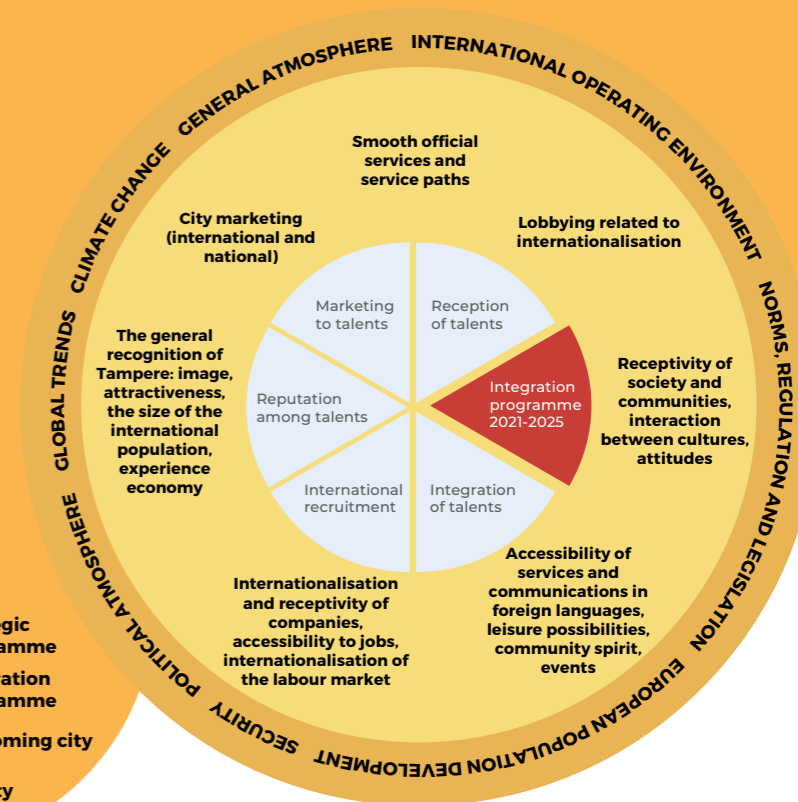 GENERAL ATMOSPHERE
INTERNATIONAL OPERATING ENVIRONMENT
NORMS, REGULATION AND LEGISLATION
EUROPEAN POPULATION DEVELOPMENT
SECURITY
POLITICAL ATMOSPHERE
GLOBAL TRENDS
CLIMATE CHANGE
Smooth official
services and
service paths
City marketing
(international and
national)
Lobbying related to
internationalisation
Marketing
to talents
Reception
of talents
The general
recognition of
Tampere: image,
attractiveness,
the size of the
international
population,
experience
economy
Reputation
among talents
Integration
programme
2021-2025
Receptivity of
society and
communities,
interaction
between cultures,
attitudes
International
recruitment
Integration
of talents
Internationalisation
and receptivity of
companies,
accessibility to jobs,
internationalisation of
the labour market
Accessibility of
services and
communications in
foreign languages,
leisure possibilities,
community spirit,
events
city